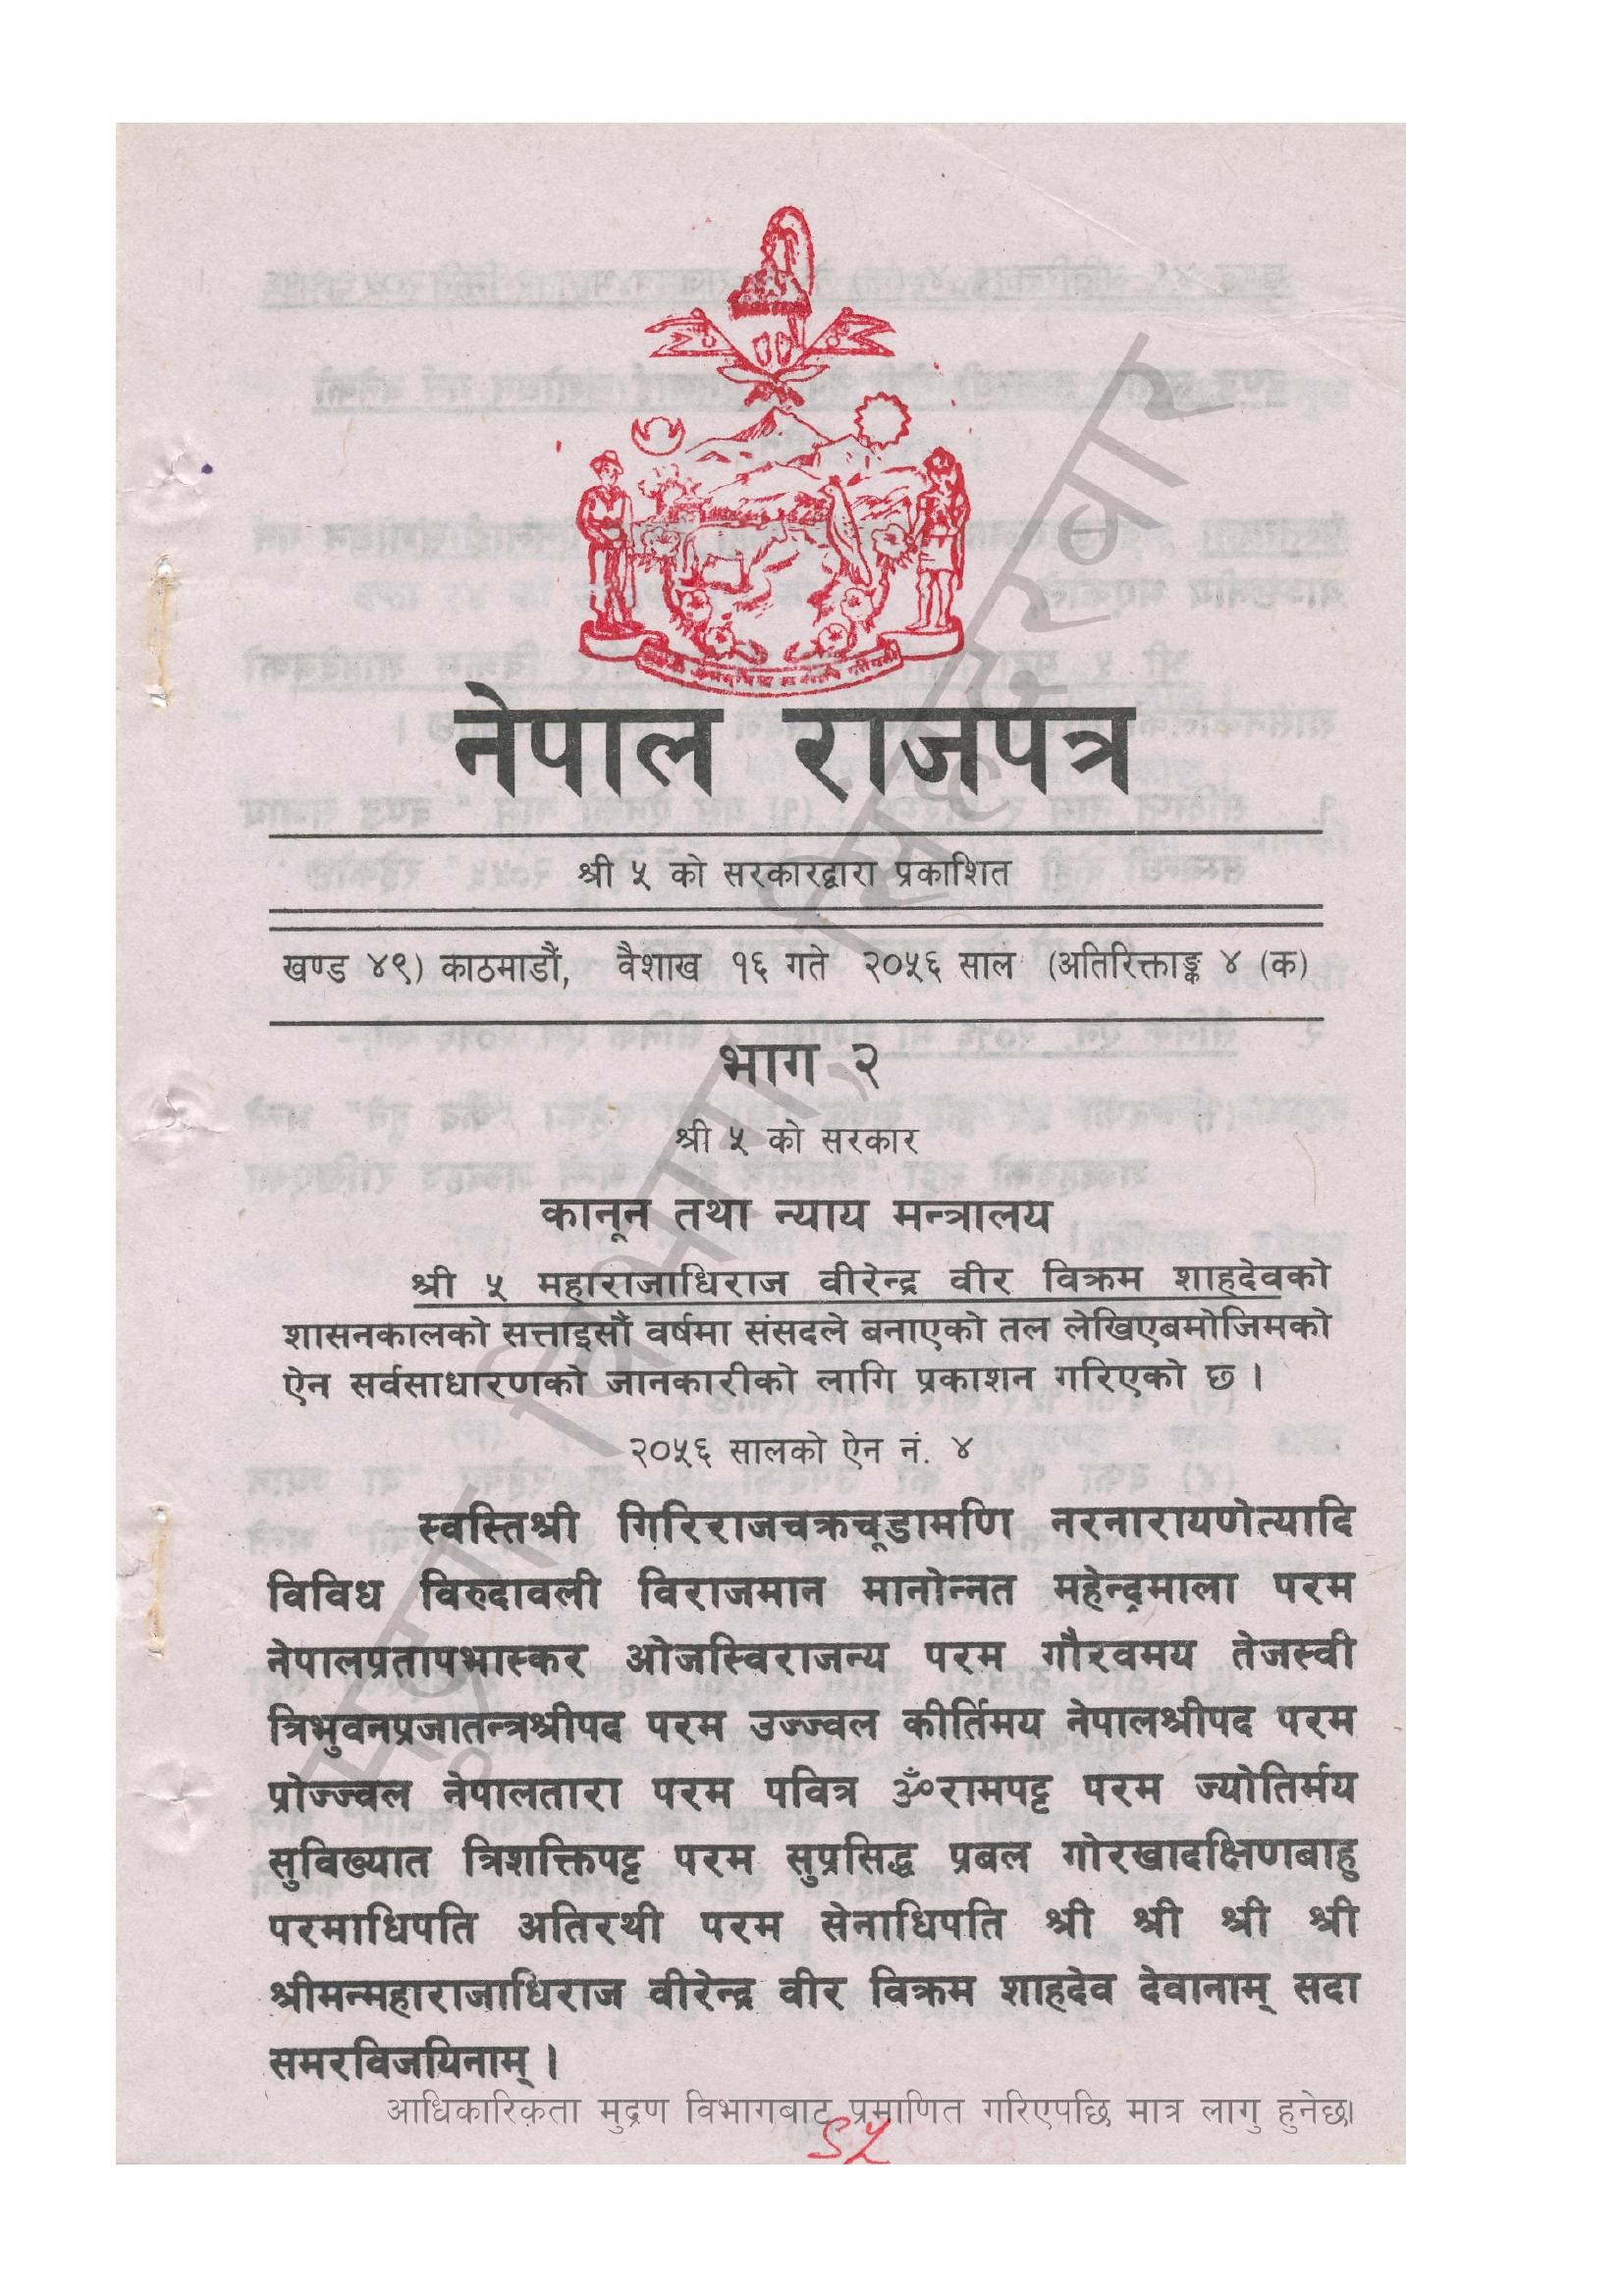 नेपाल राजपत्र
श्री ५ को सरकारद्वारा प्रकाशित
खण्ड ४९) काठमाडौं, वैशाख १६ गते २०५६ साल (अतिरिक्ताङ्क ४ (क)
भाग २
श्री ५ को सरकार
कानून तथा न्याय मन्त्रालय
श्री ५ महाराजाधिराज वीरेन्द्र वीर विक्रम शाहदेवको
शासनकालको सत्ताइसौं वर्षमा संसदले बनाएको तल लेखिएबमोजिमको
ऐन सर्वसाधारणको जानकारीको लागि प्रकाशन गरिएको छ ।
२०५६ सालको ऐन नं. ४
स्वस्तिश्री गिरिराजचक्रचूडामणि नरनारायणेत्यादि
विविध विरुदावली विराजमान मानोन्नत महेन्द्रमाला परम
नेपालप्रतापभास्कर ओजस्विराजन्य परम गौरवमय तेजस्वी
त्रिभुवनप्रजातन्त्रश्रीपद परम उज्ज्वल कीर्तिमय नेपालश्रीपद परम
प्रोज्ज्वल नेपालतारा परम पवित्र ॐरामपट्ट परम ज्योतिर्मय
सुविख्यात त्रिशक्तिपट्ट परम सुप्रसिद्ध प्रबल गोरखादक्षिणबाहु
परमाधिपति अतिरथी परम सेनाधिपति श्री श्री श्री श्री
श्रीमन्महाराजाधिराज वीरेन्द्र वीर विक्रम शाहदेव देवानाम् सदा
समरविजयिनाम् ।
आधिकारिकता मुद्रण विभागबाट प्रमाणित गरिएपछि मात्र लागु हुनेछ।
९५
मुद्रण विभाग, सिंहदरवार